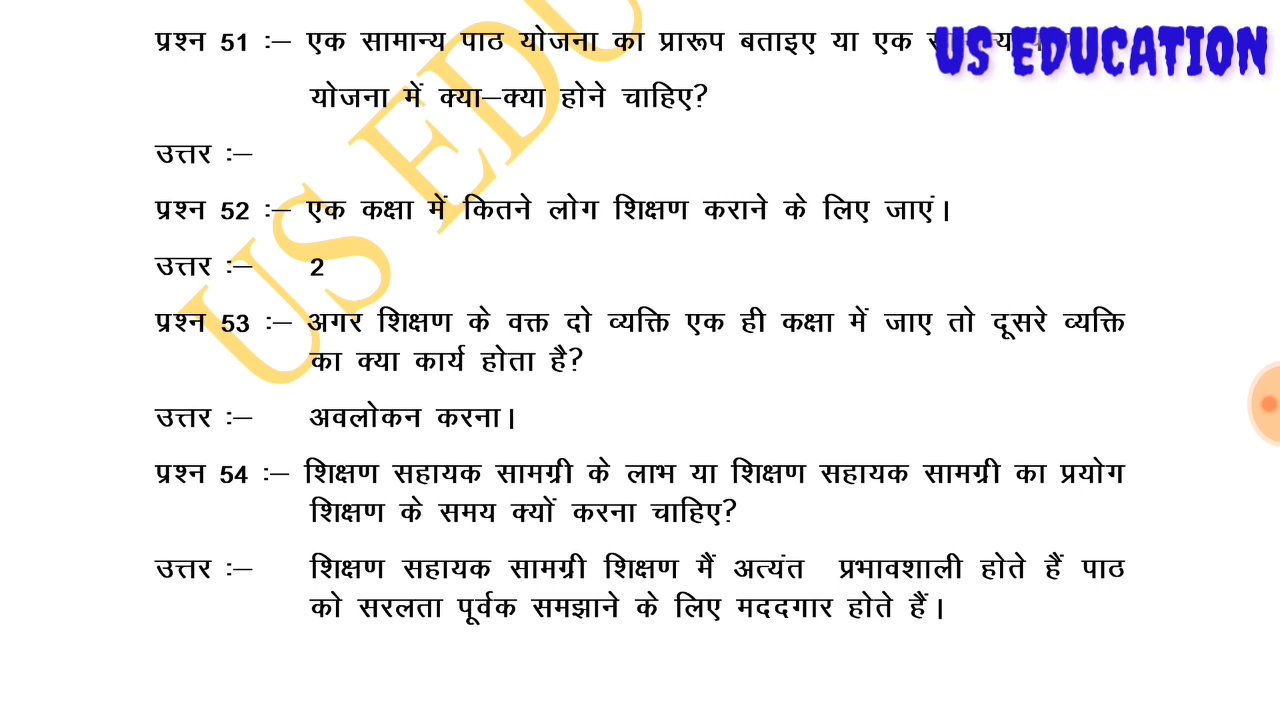 प्रश्न 51 :– एक सामान्य पाठ योजना का प्रारूप बताइए या एक
US EDUCATION
योजना में क्या–क्या होने चाहिए?
उत्तर :–
प्रश्न 52 :– एक कक्षा में कितने लोग शिक्षण कराने के लिए जाएं।
उत्तर :– 2
प्रश्न 53 :– अगर शिक्षण के वक्त दो व्यक्ति एक ही कक्षा में जाए तो दूसरे व्यक्ति
का क्या कार्य होता है?
उत्तर :– अवलोकन करना।
प्रश्न 54 :– शिक्षण सहायक सामग्री के लाभ या शिक्षण सहायक सामग्री का प्रयोग
शिक्षण के समय क्यों करना चाहिए?
उत्तर :– शिक्षण सहायक सामग्री शिक्षण मैं अत्यंत प्रभावशाली होते हैं पाठ
को सरलता पूर्वक समझाने के लिए मददगार होते हैं।
US EDU